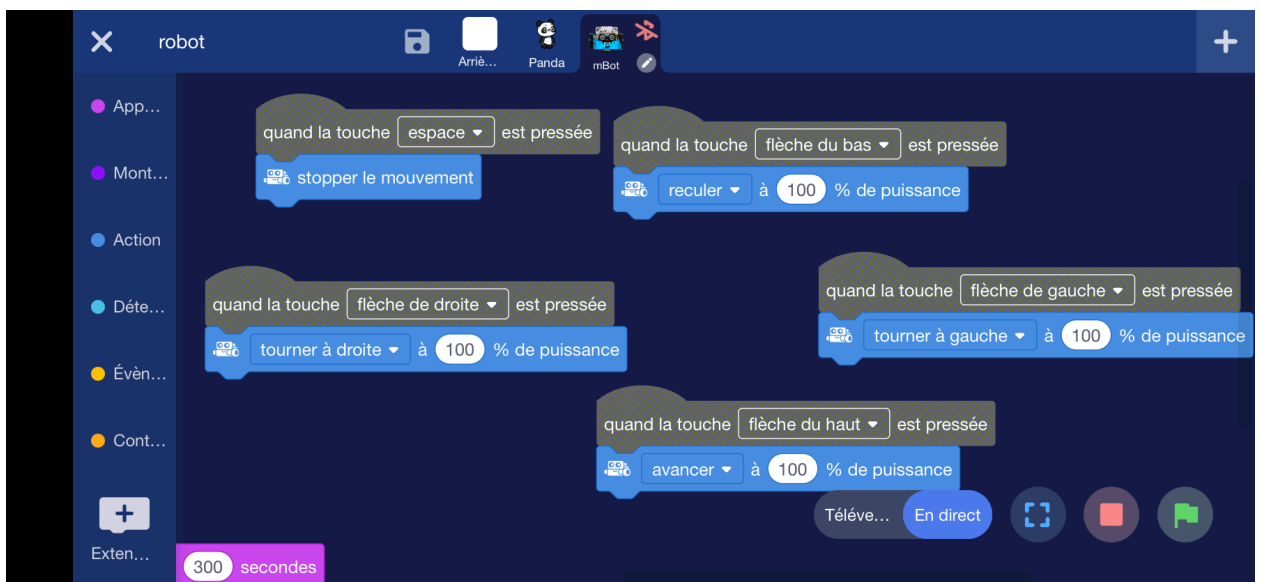 robot
Arriè...
Panda
mBot
App...
Mont...
Action
Déte...
Évèn...
Cont...
Exten...
quand la touche espace est pressée
stopper le mouvement
quand la touche flèche du bas est pressée
reculer à 100 % de puissance
quand la touche flèche de droite est pressée
tourner à droite à 100 % de puissance
quand la touche flèche de gauche est pressée
tourner à gauche à 100 % de puissance
quand la touche flèche du haut est pressée
avancer à 100 % de puissance
Téléve... En direct
300 secondes